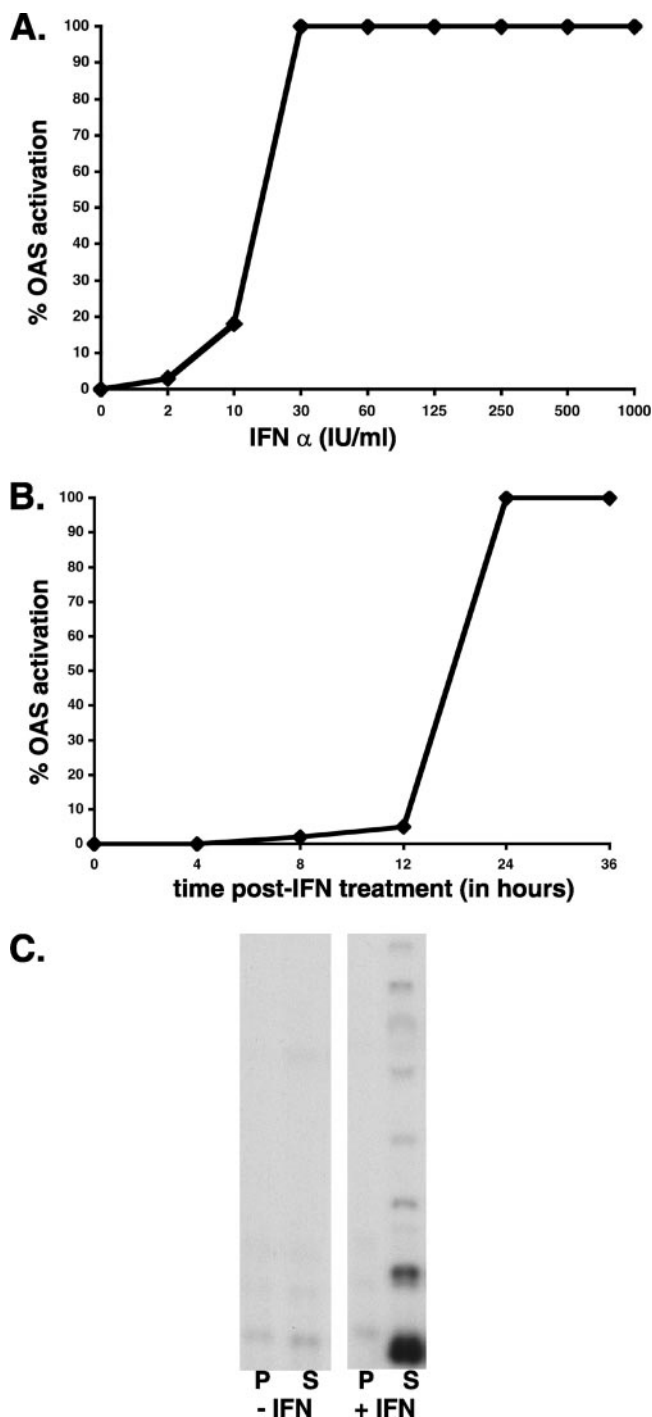 A.
100
90
80
70
60
50
40
30
20
10
0
% OAS activation
0 2 10 30 60 125 250 500 1000
IFN α (IU/ml)
B.
100
90
80
70
60
50
40
30
20
10
0
% OAS activation
0 4 8 12 24 36
time post-IFN treatment (in hours)
C.
P S P S
- IFN + IFN